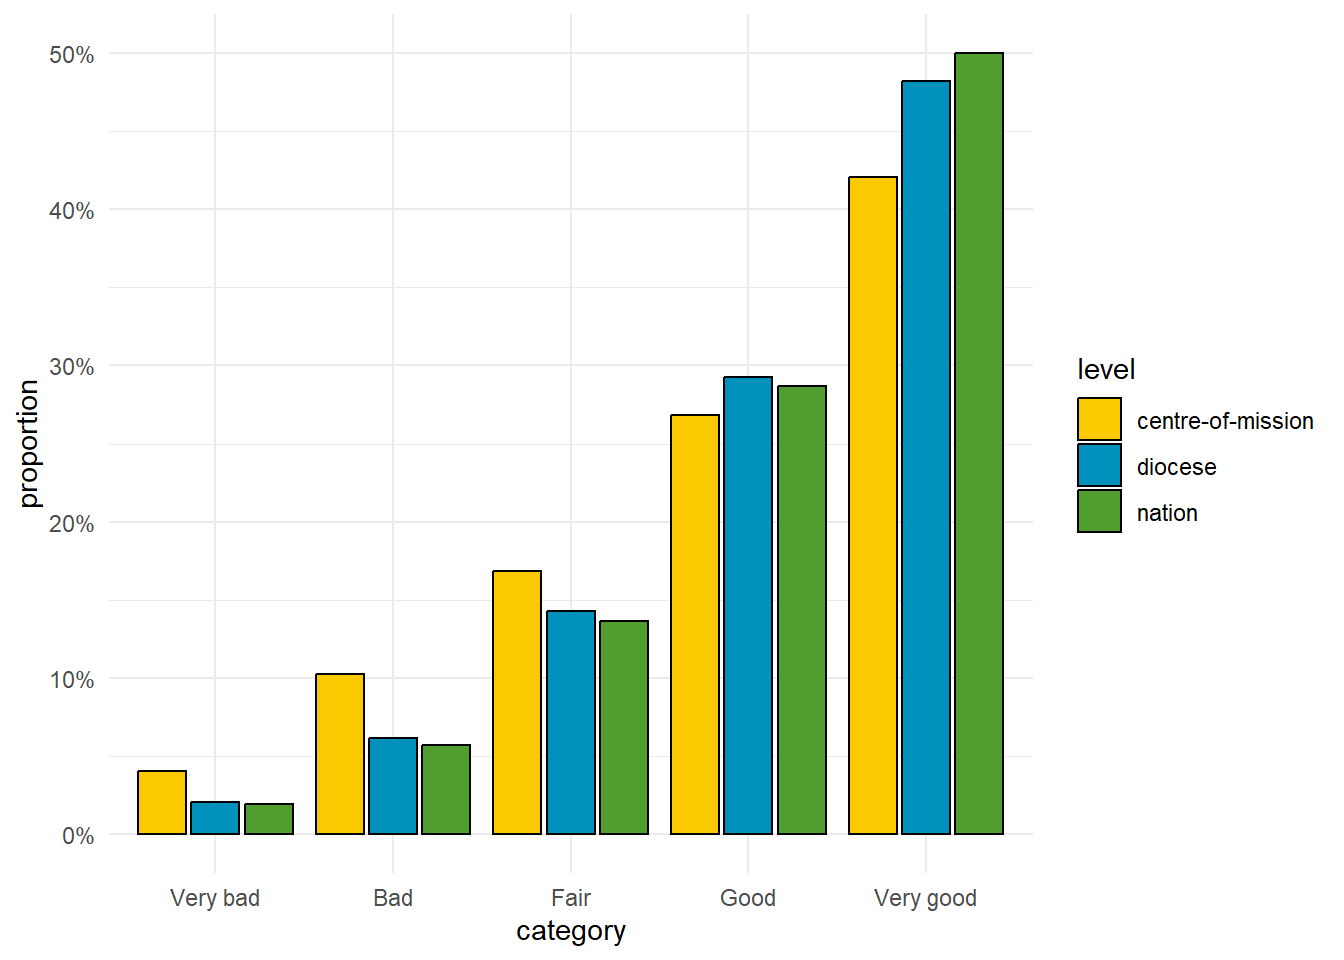 50%
40%
30%
20%
10%
0%
proportion
Very bad Bad Fair Good Very good
category
level
centre-of-mission
diocese
nation